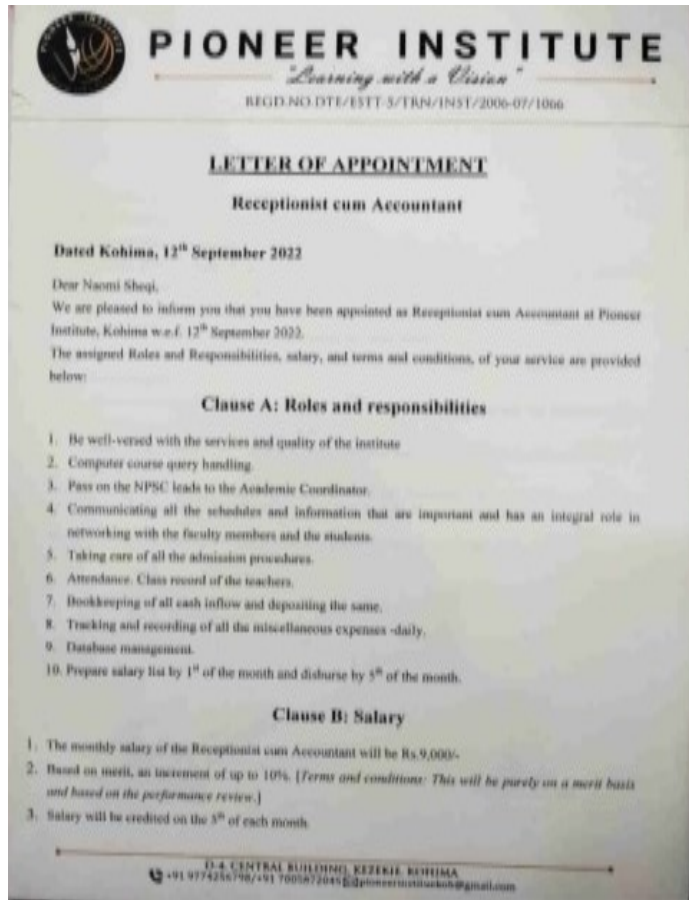 PIONEER INSTITUTE
PIONEER INSTITUTE
"Learning with a Vision"
REGD.NO.DTE/ESTT-5/TRN/INST/2006-07/1066
LETTER OF APPOINTMENT
Receptionist cum Accountant
Dated Kohima, 12th September 2022
Dear Naomi Sheqi,
We are pleased to inform you that you have been appointed as Receptionist cum Accountant at Pioneer
Institute, Kohima w.e.f. 12th September 2022.
The assigned Roles and Responsibilities, salary, and terms and conditions, of your service are provided
below:
Clause A: Roles and responsibilities
1. Be well-versed with the services and quality of the institute
2. Computer course query handling.
3. Pass on the NPSC leads to the Academic Coordinator.
4. Communicating all the schedules and information that are important and has an integral role in
networking with the faculty members and the students.
5. Taking care of all the admission procedures.
6. Attendance. Class record of the teachers.
7. Bookkeeping of all cash inflow and depositing the same.
8. Tracking and recording of all the miscellaneous expenses -daily.
9. Database management.
10. Prepare salary list by 1st of the month and disburse by 5th of the month.
Clause B: Salary
1. The monthly salary of the Receptionist cum Accountant will be Rs.9,000/-
2. Based on merit, an increment of up to 10%. [Terms and conditions: This will be purely on a merit basis
and based on the performance review.]
3. Salary will be credited on the 5th of each month.
D-4, CENTRAL BUILDING, KEZEKIE, KOHIMA